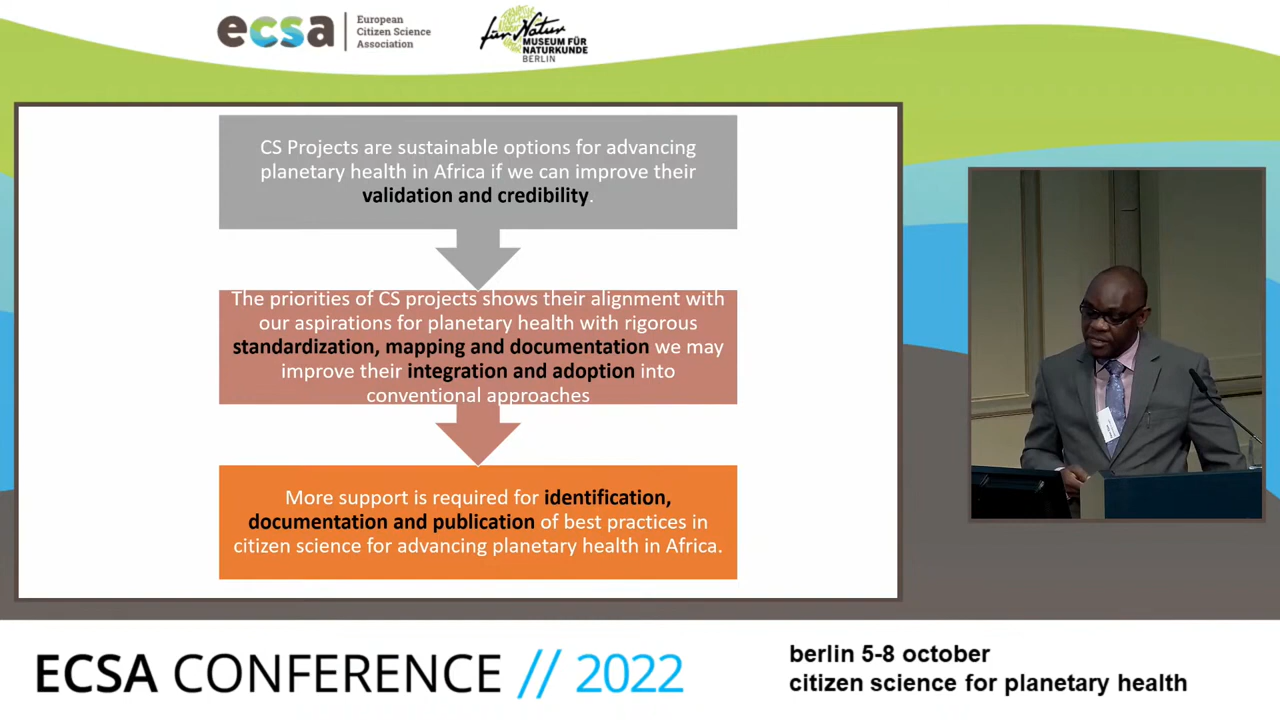 ecsa
European
Citizen Science
Association
für Natur
MUSEUM FÜR
NATURKUNDE
BERLIN
CS Projects are sustainable options for advancing
planetary health in Africa if we can improve their
validation and credibility.
The priorities of CS projects shows their alignment with
our aspirations for planetary health with rigorous
standardization, mapping and documentation we may
improve their integration and adoption into
conventional approaches
More support is required for identification,
documentation and publication of best practices in
citizen science for advancing planetary health in Africa.
ECSA CONFERENCE // 2022
berlin 5-8 october
citizen science for planetary health